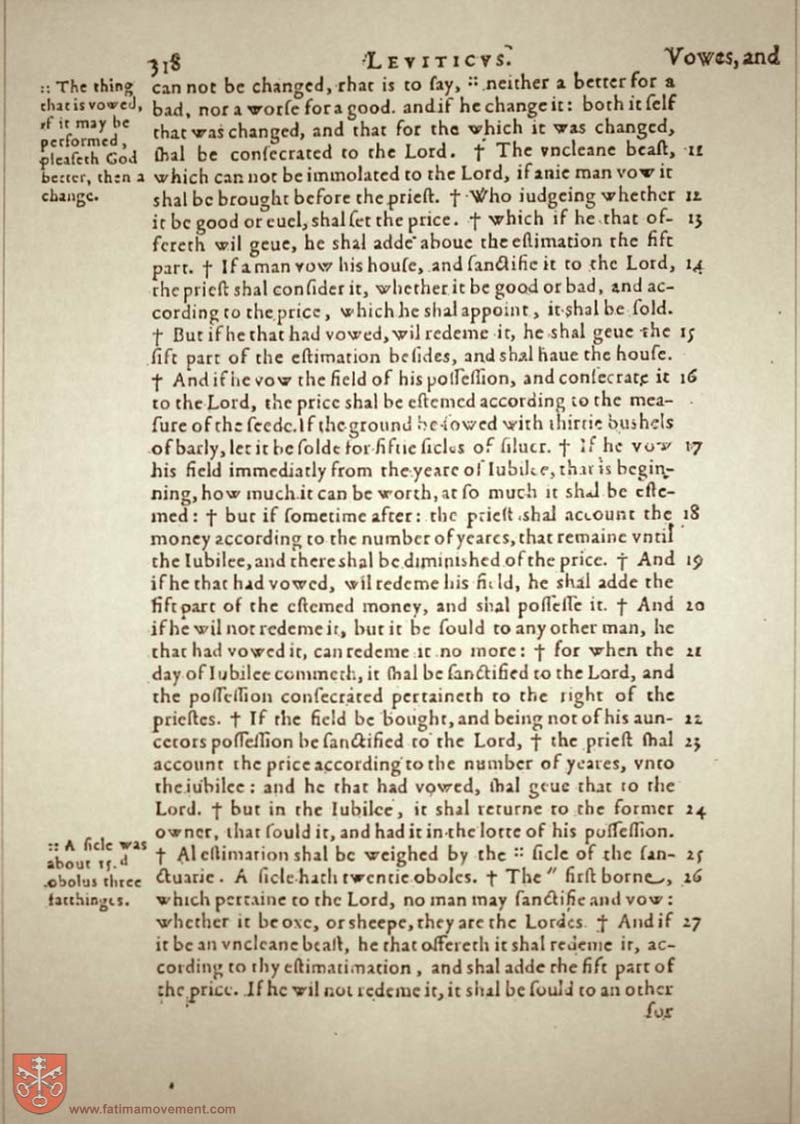 318 LEVITICVS. Vowes, and
:: The thing
that is vowed,
if it may be
performed,
pleaseth God
better, then a
change.
can not be changed, that is to ſay, :: neither a better for a
bad, nor a worſe for a good. and if he change it: both it ſelf
that was changed, and that for the which it was changed,
ſhal be conſecrated to the Lord. † The vncleane beaſt, 11
which can not be immolated to the Lord, if anie man vow it
shal be brought before the prieſt. † Who iudgeing whether 12
it be good or euel, shal ſet the price. † which if he that of- 13
fereth wil geue, he shal adde aboue the eſtimation the fift
part. † If a man vow his houſe, and ſanctifie it to the Lord, 14
the prieſt shal conſider it, whether it be good or bad, and ac-
cording to the price, which he shal appoint, it shal be ſold.
† But if he that had vowed, wil redeme it, he shal geue the 15
fift part of the eſtimation beſides, and shal haue the houſe.
† And if he vow the field of his poſſeſſion, and conſecrate it 16
to the Lord, the price shal be eſtemed according to the mea-
ſure of the ſeede. If the ground be ſowed with thirtie bushels
of barly, let it be ſolde for fiftie ſicles of ſiluer. † If he vow 17
his field immediatly from the yeare of Iubilee, that is begin-
ning, how much it can be worth, at ſo much it shal be eſte-
med: † but if ſometime after: the prieſt shal account the 18
money according to the number of yeares, that remaine vntil
the Iubilee, and there shal be diminished of the price. † And 19
if he that had vowed, wil redeme his field, he shal adde the
fift part of the eſtemed money, and shal poſſeſſe it. † And 20
if he wil not redeme it, but it be ſould to any other man, he
that had vowed it, can redeme it no more: † for when the 21
day of Iubilee commeth, it ſhal be ſanctified to the Lord, and
the poſſeſſion conſecrated pertaineth to the right of the
prieſtes. † If the field be bought, and being not of his aun- 22
cetors poſſeſſion be ſanctified to the Lord, † the prieſt ſhal 23
account the price according to the number of yeares, vnto
the iubilee: and he that had vowed, ſhal geue that to the
Lord. † but in the Iubilee, it shal returne to the former 24
owner, that ſould it, and had it in the lotte of his poſſeſſion.
:: A ſicle was
about 15.d
obolus three
farthinges.
† Al eſtimation shal be weighed by the :: ſicle of the ſan- 25
ctuarie. A ſicle hath twentie oboles. † The " firſt borne, 26
which pertaine to the Lord, no man may ſanctifie and vow:
whether it be oxe, or sheepe, they are the Lordes. † And if 27
it be an vncleane beaſt, he that offereth it shal redeme it, ac-
cording to thy eſtimatimation, and shal adde the fift part of
the price. If he wil not redeme it, it shal be ſould to an other
for
www.fatimamovement.com